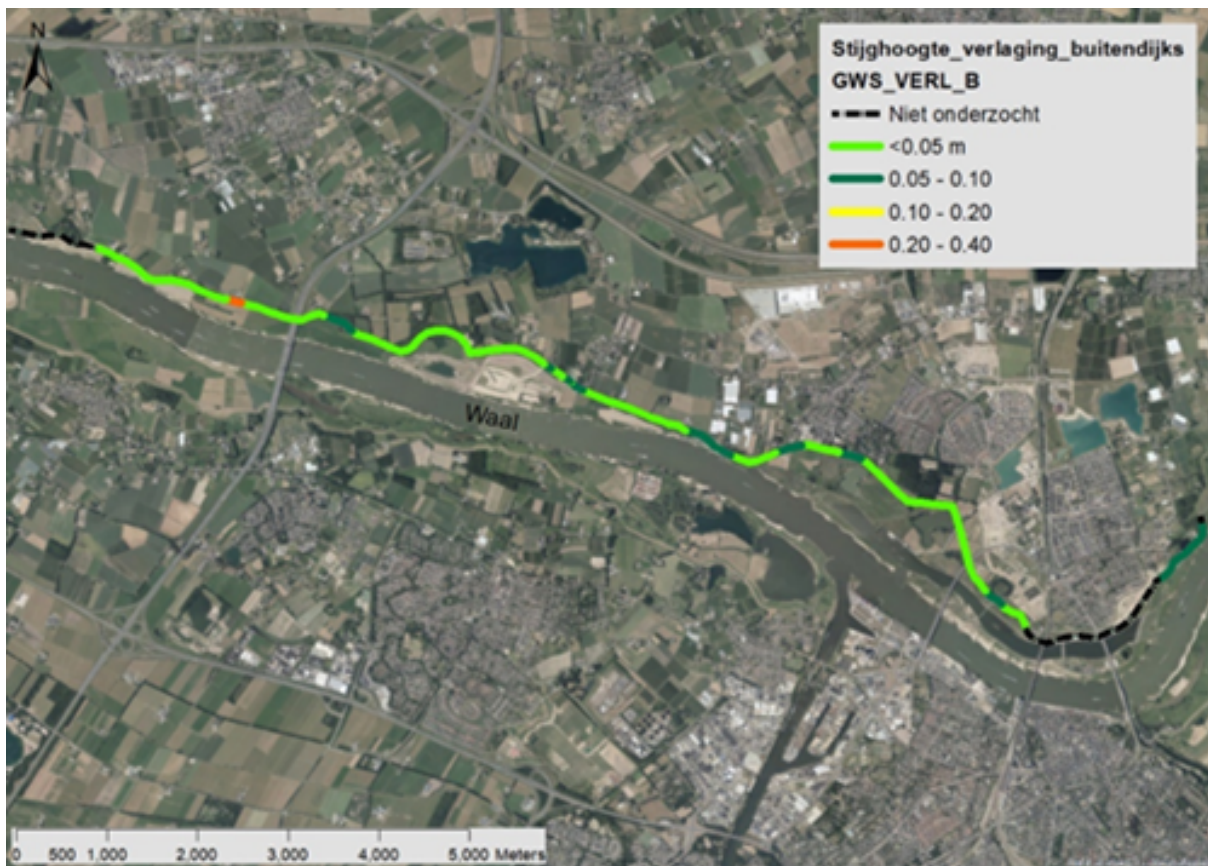 N
Stijghoogte_verlaging_buitendijks
GWS_VERL_B
Niet onderzocht
<0.05 m
0.05 - 0.10
0.10 - 0.20
0.20 - 0.40
Waal
0 500 1,000 2,000 3,000 4,000 5,000 Meters